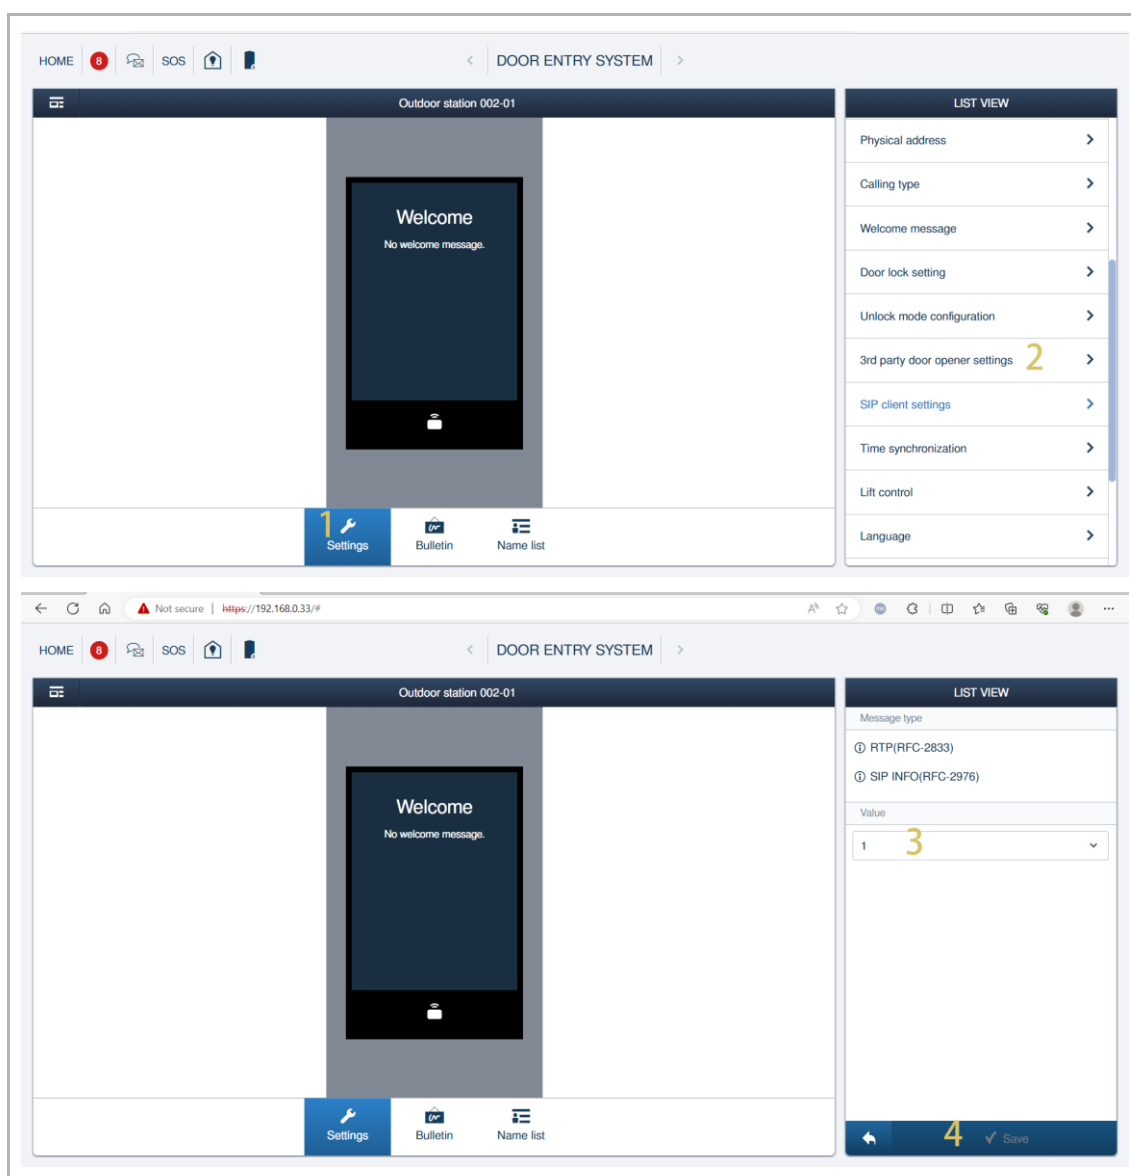 HOME 8 SOS DOOR ENTRY SYSTEM
Outdoor station 002-01
LIST VIEW
Welcome
No welcome message.
Physical address
Calling type
Welcome message
Door lock setting
Unlock mode configuration
3rd party door opener settings 2
SIP client settings
Time synchronization
Lift control
Language
1
Settings Bulletin Name list
Not secure | https://192.168.0.33/#
HOME 8 SOS DOOR ENTRY SYSTEM
Outdoor station 002-01
LIST VIEW
Welcome
No welcome message.
Message type
RTP(RFC-2833)
SIP INFO(RFC-2976)
Value
1 3
Settings Bulletin Name list
4 Save